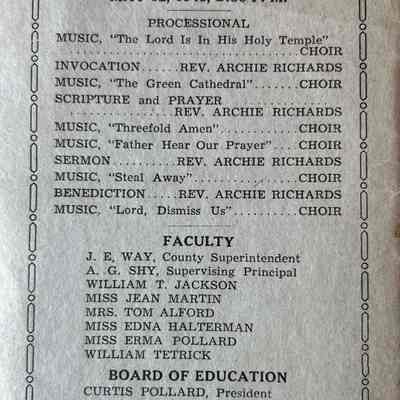 PROCESSIONAL
MUSIC, "The Lord Is In His Holy Temple"
CHOIR
INVOCATION......REV. ARCHIE RICHARDS
MUSIC, "The Green Cathedral".......CHOIR
SCRIPTURE and PRAYER
REV. ARCHIE RICHARDS
MUSIC, "Threefold Amen"..........CHOIR
MUSIC, "Father Hear Our Prayer"....CHOIR
SERMON...........REV. ARCHIE RICHARDS
MUSIC, "Steal Away"..............CHOIR
BENEDICTION.....REV. ARCHIE RICHARDS
MUSIC, "Lord, Dismiss Us"..........CHOIR
FACULTY
J. E, WAY, County Superintendent
A. G. SHY, Supervising Principal
WILLIAM T. JACKSON
MISS JEAN MARTIN
MRS. TOM ALFORD
MISS EDNA HALTERMAN
MISS ERMA POLLARD
WILLIAM TETRICK
BOARD OF EDUCATION
CURTIS POLLARD, President